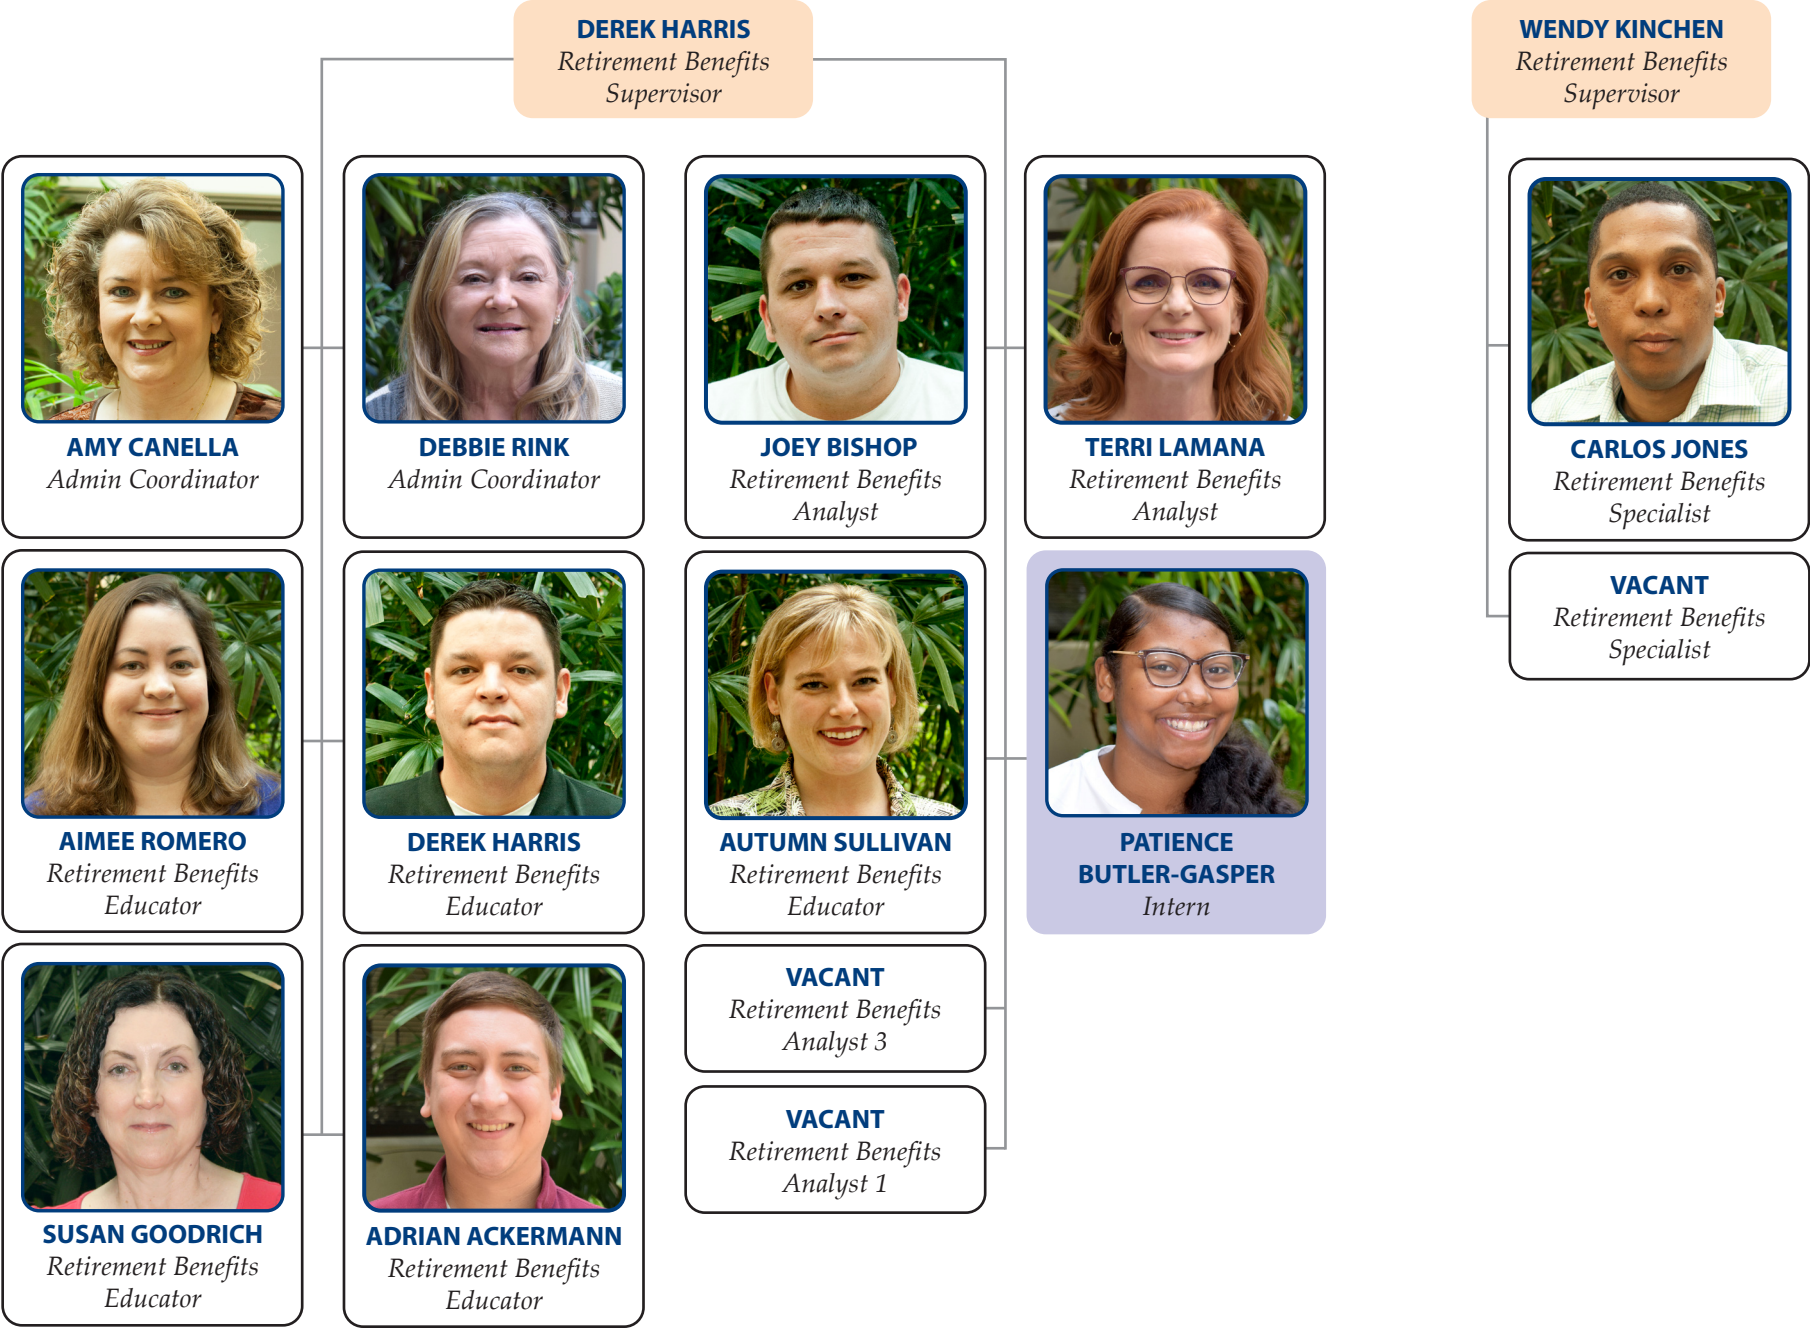 DEREK HARRIS
Retirement Benefits
Supervisor
WENDY KINCHEN
Retirement Benefits
Supervisor
AMY CANELLA
Admin Coordinator
DEBBIE RINK
Admin Coordinator
JOEY BISHOP
Retirement Benefits
Analyst
TERRI LAMANA
Retirement Benefits
Analyst
CARLOS JONES
Retirement Benefits
Specialist
AIMEE ROMERO
Retirement Benefits
Educator
DEREK HARRIS
Retirement Benefits
Educator
AUTUMN SULLIVAN
Retirement Benefits
Educator
PATIENCE
BUTLER-GASPER
Intern
VACANT
Retirement Benefits
Specialist
SUSAN GOODRICH
Retirement Benefits
Educator
ADRIAN ACKERMANN
Retirement Benefits
Educator
VACANT
Retirement Benefits
Analyst 3
VACANT
Retirement Benefits
Analyst 1